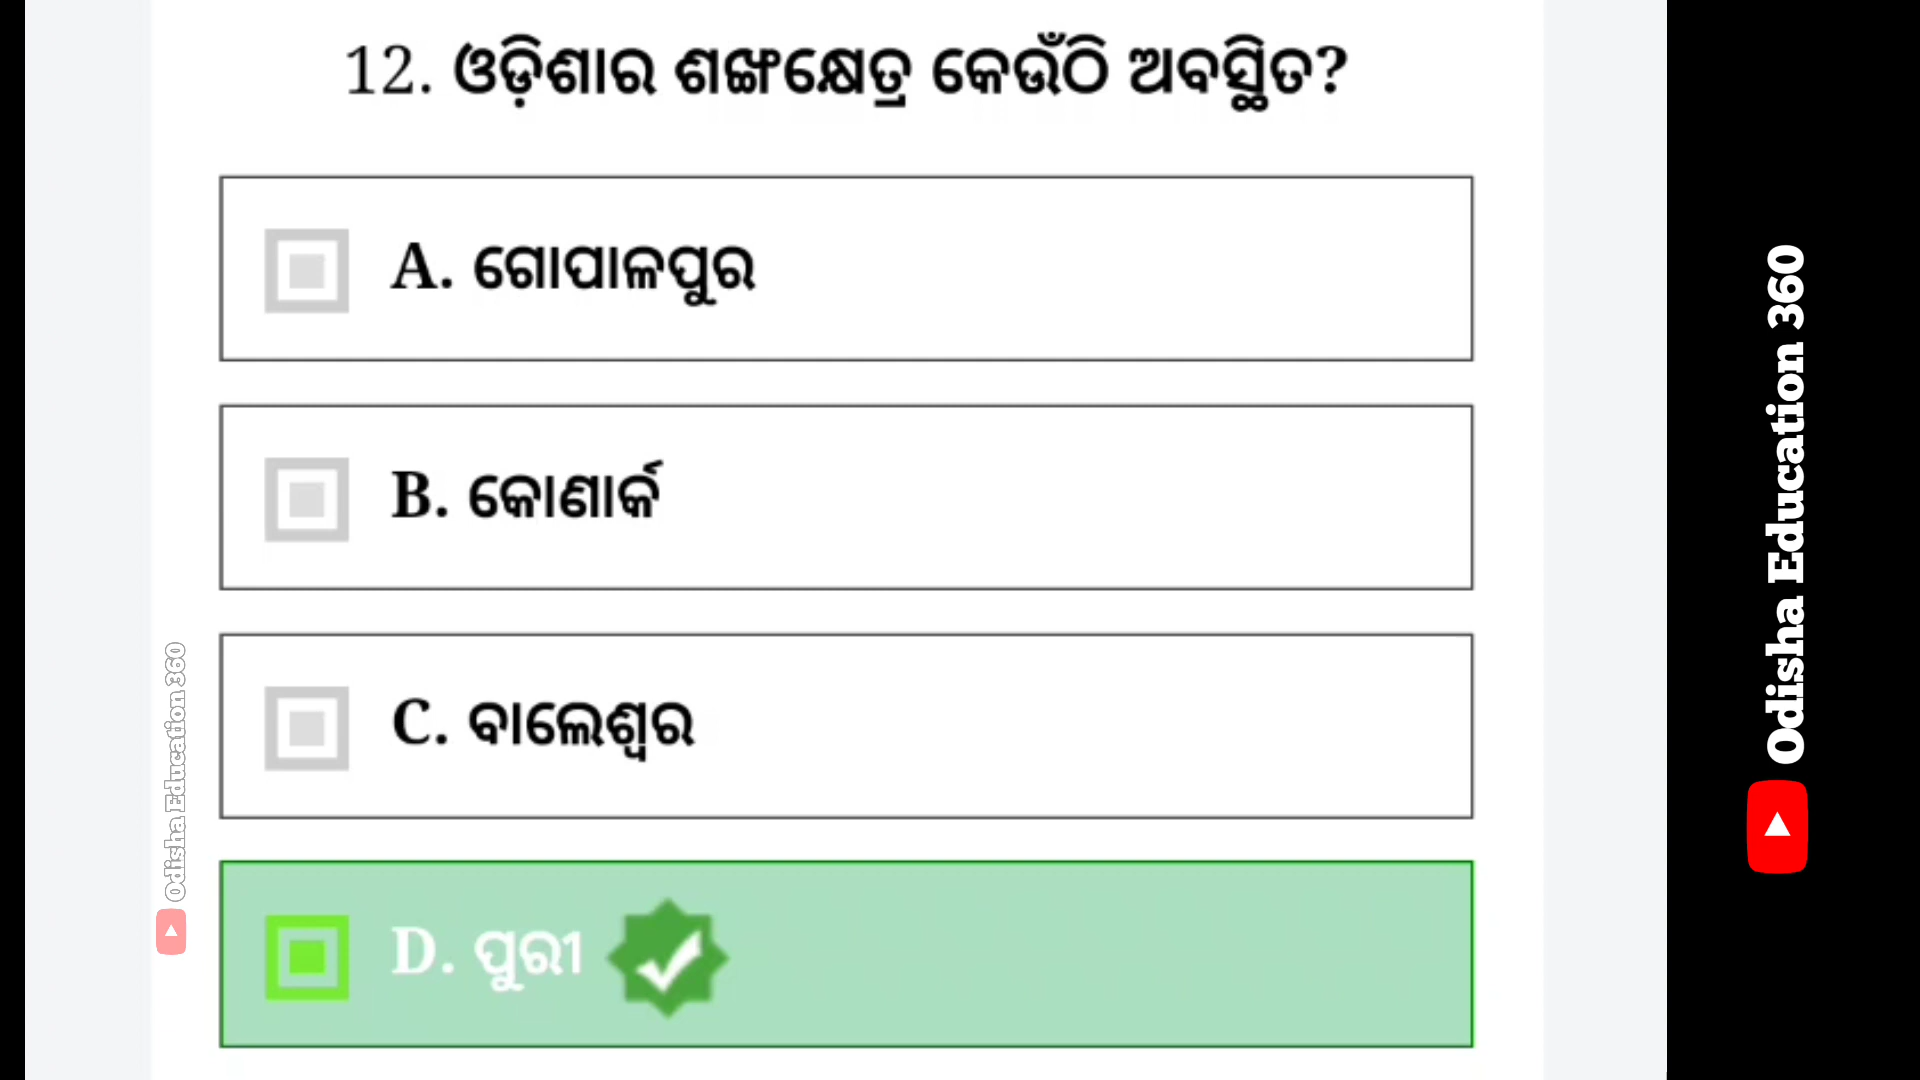 12. ଓଡ଼ିଶାର ଶଙ୍ଖକ୍ଷେତ୍ର କେଉଁଠି ଅବସ୍ଥିତ?
A. ଗୋପାଳପୁର
B. କୋଣାର୍କ
C. ବାଲେଶ୍ୱର
D. ପୁରୀ
Odisha Education 360
Odisha Education 360